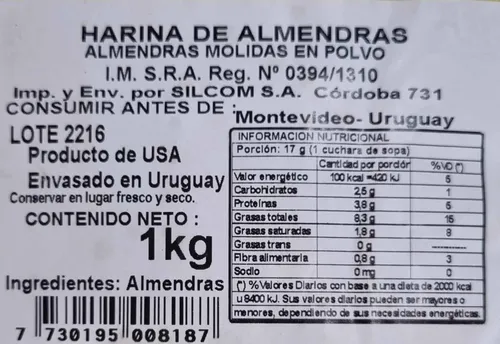 HARINA DE ALMENDRAS
ALMENDRAS MOLIDAS EN POLVO
I.M. S.R.A. Reg. Nº 0394/1310
Imp. y Env. por SILCOM S.A. Córdoba 731
CONSUMIR ANTES DE : Montevideo- Uruguay
LOTE 2216
Producto de USA
Envasado en Uruguay
Conservar en lugar fresco y seco.
CONTENIDO NETO :
1kg
Ingredientes: Almendras
7 730195 008187
INFORMACION NUTRICIONAL
Porción: 17 g (1 cuchara de sopa)
Cantidad por porción %VD (*)
Valor energético 100 kcal =420 kJ 5
Carbohidratos 2,5 g 1
Proteínas 3,8 g 5
Grasas totales 8,3 g 15
Grasas saturadas 1,8 g 8
Grasas trans 0 g ----------
Fibra alimentaria 0,8 g 3
Sodio 0 mg 0
(*) % Valores Diarios con base a una dieta de 2000 kcal
u 8400 kJ. Sus valores diarios pueden ser mayores o
menores, dependiendo de sus necesidades energéticas.